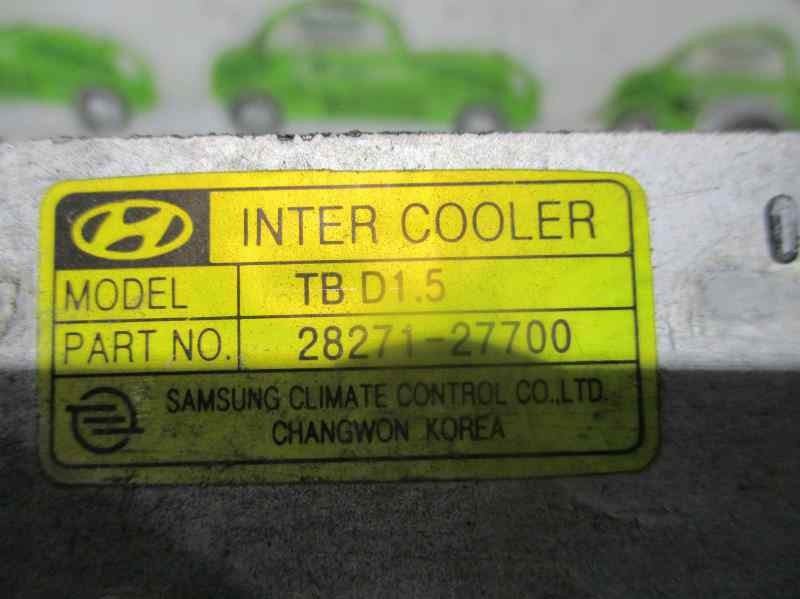 INTER COOLER
MODEL TB D1.5
PART NO. 28271-27700
SAMSUNG CLIMATE CONTROL CO.,LTD.
CHANGWON KOREA